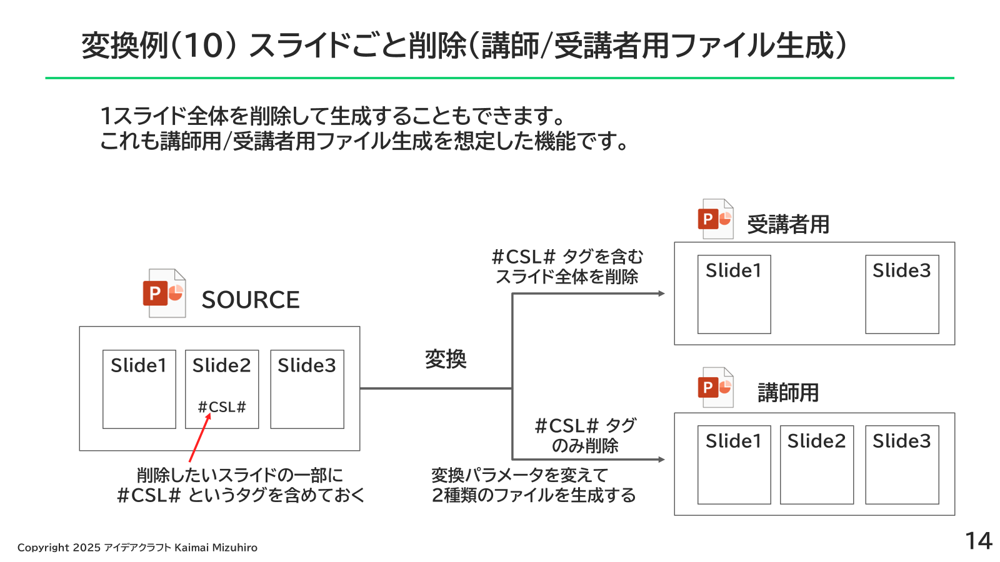 変換例(10) スライドごと削除(講師/受講者用ファイル生成)
1スライド全体を削除して生成することもできます。
これも講師用/受講者用ファイル生成を想定した機能です。
P
SOURCE
Slide1
Slide2
#CSL#
Slide3
削除したいスライドの一部に
#CSL# というタグを含めておく
変換
#CSL# タグを含む
スライド全体を削除
#CSL# タグ
のみ削除
変換パラメータを変えて
2種類のファイルを生成する
P
受講者用
Slide1
Slide3
P
講師用
Slide1
Slide2
Slide3
Copyright 2025 アイデアクラフト Kaimai Mizuhiro
14